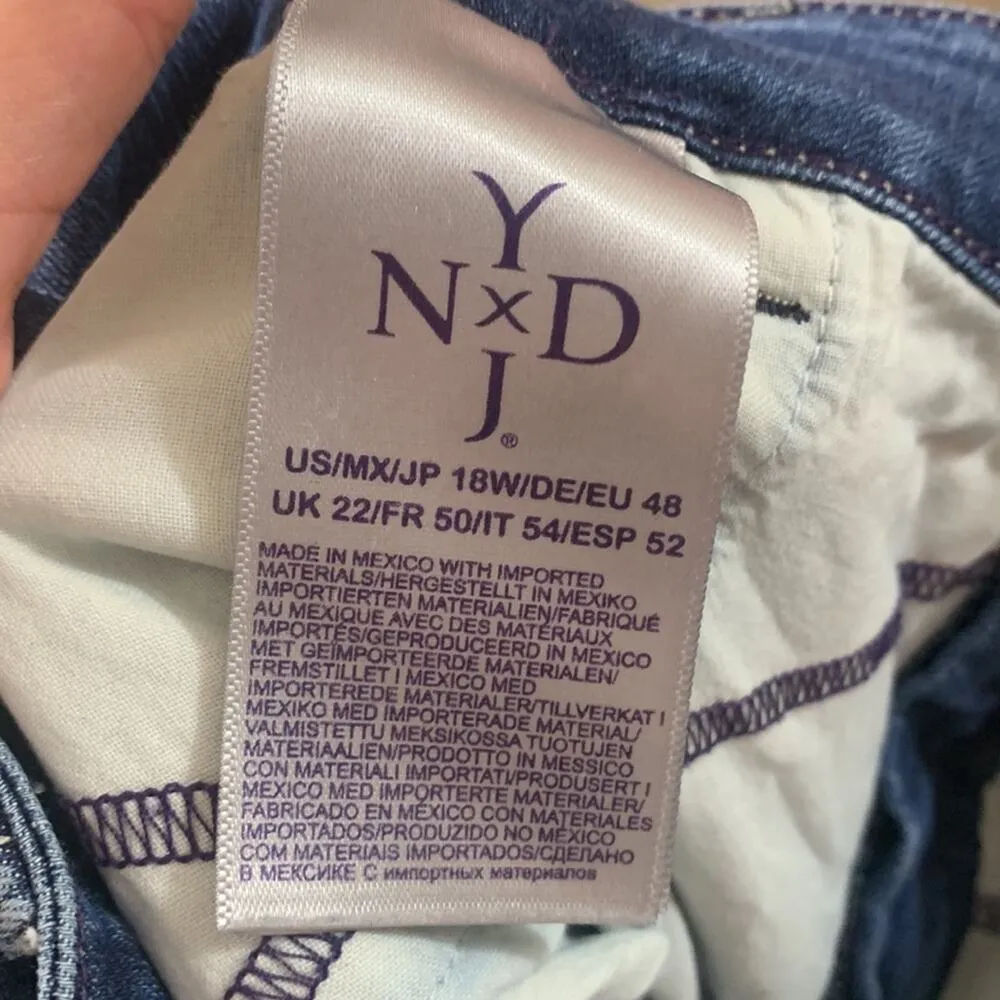 Y
N x D
J®
US/MX/JP 18W/DE/EU 48
UK 22/FR 50/IT 54/ESP 52
MADE IN MEXICO WITH IMPORTED
MATERIALS/HERGESTELLT IN MEXIKO
IMPORTIERTEN MATERIALIEN/FABRIQUÉ
AU MEXIQUE AVEC DES MATÉRIAUX
IMPORTÉS/GEPRODUCEERD IN MEXICO
MET GEÏMPORTEERDE MATERIALEN/
FREMSTILLET I MEXICO MED
IMPORTEREDE MATERIALER/TILLVERKAT I
MEXIKO MED IMPORTERADE MATERIAL/
VALMISTETTU MEKSIKOSSA TUOTUJEN
MATERIAALIEN/PRODOTTO IN MESSICO
CON MATERIALI IMPORTATI/PRODUSERT I
MEXICO MED IMPORTERTE MATERIALER/
FABRICADO EN MÉXICO CON MATERIALES
IMPORTADOS/PRODUZIDO NO MÉXICO
COM MATERIAIS IMPORTADOS/СДЕЛАНО
В МЕКСИКЕ С импортных материалов